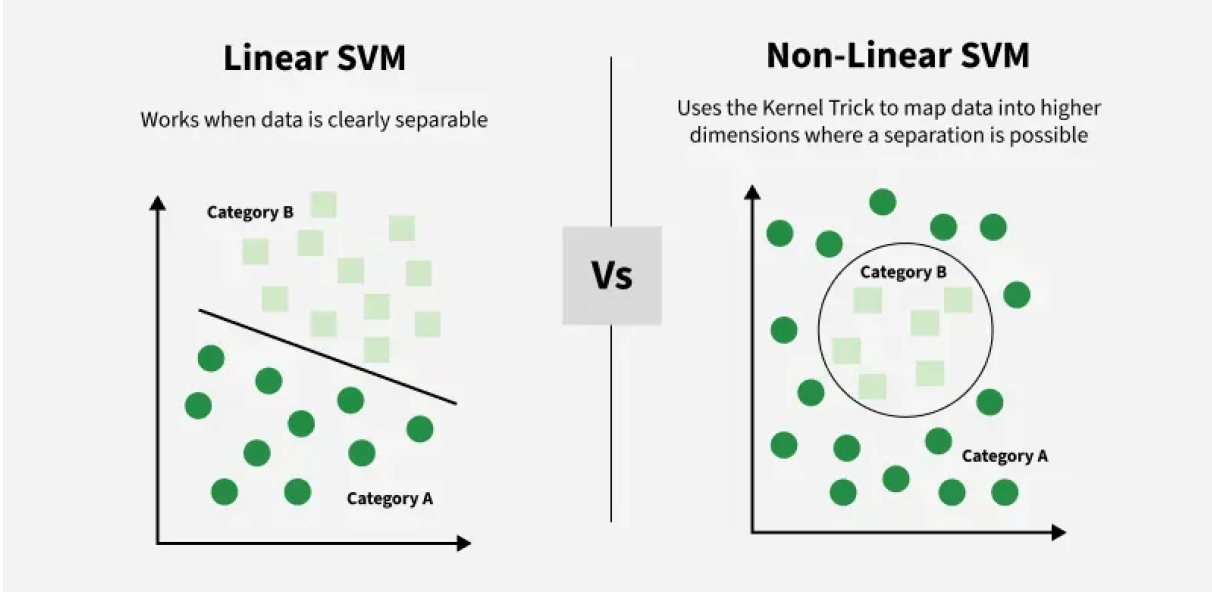 Linear SVM
Works when data is clearly separable
Category B
Category A
Vs
Non-Linear SVM
Uses the Kernel Trick to map data into higher
dimensions where a separation is possible
Category B
Category A